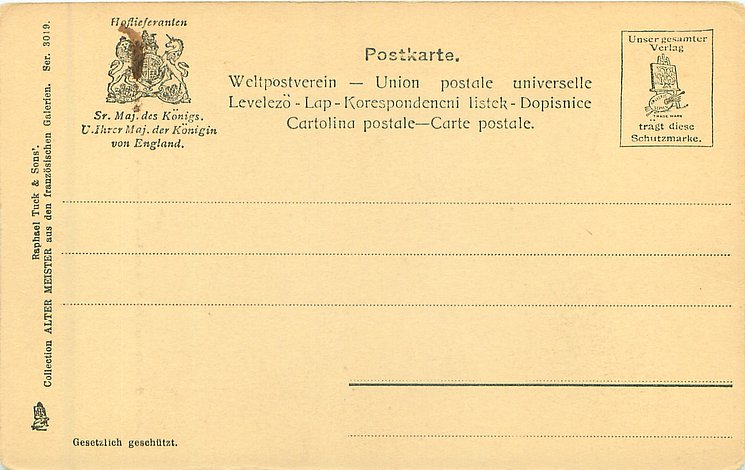 Hoflieferanten
Sr. Maj. des Königs.
U. Ihrer Maj. der Königin
von England.
Postkarte.
Weltpostverein — Union postale universelle
Levelezö - Lap - Korespondencni listek - Dopisnice
Cartolina postale—Carte postale.
Unser gesamter
Verlag
TRADE MARK
trägt diese
Schutzmarke.
Raphael Tuck & Sons'.
Collection ALTER MEISTER aus den französischen Galerien. Ser. 3019.
Gesetzlich geschützt.